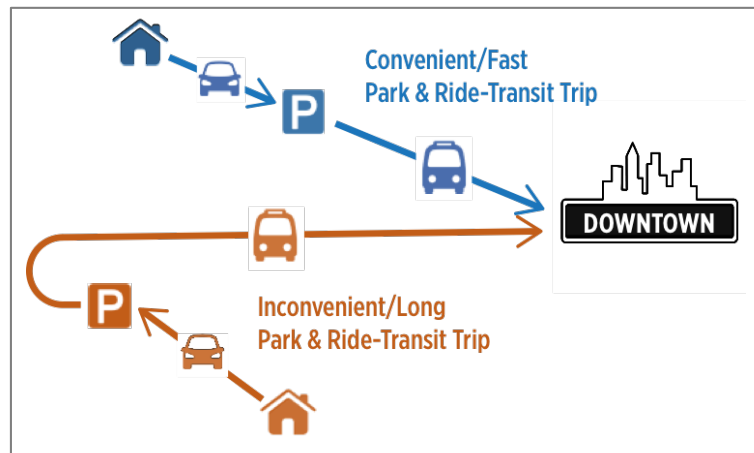 Convenient/Fast
Park & Ride-Transit Trip
P
DOWNTOWN
P
Inconvenient/Long
Park & Ride-Transit Trip